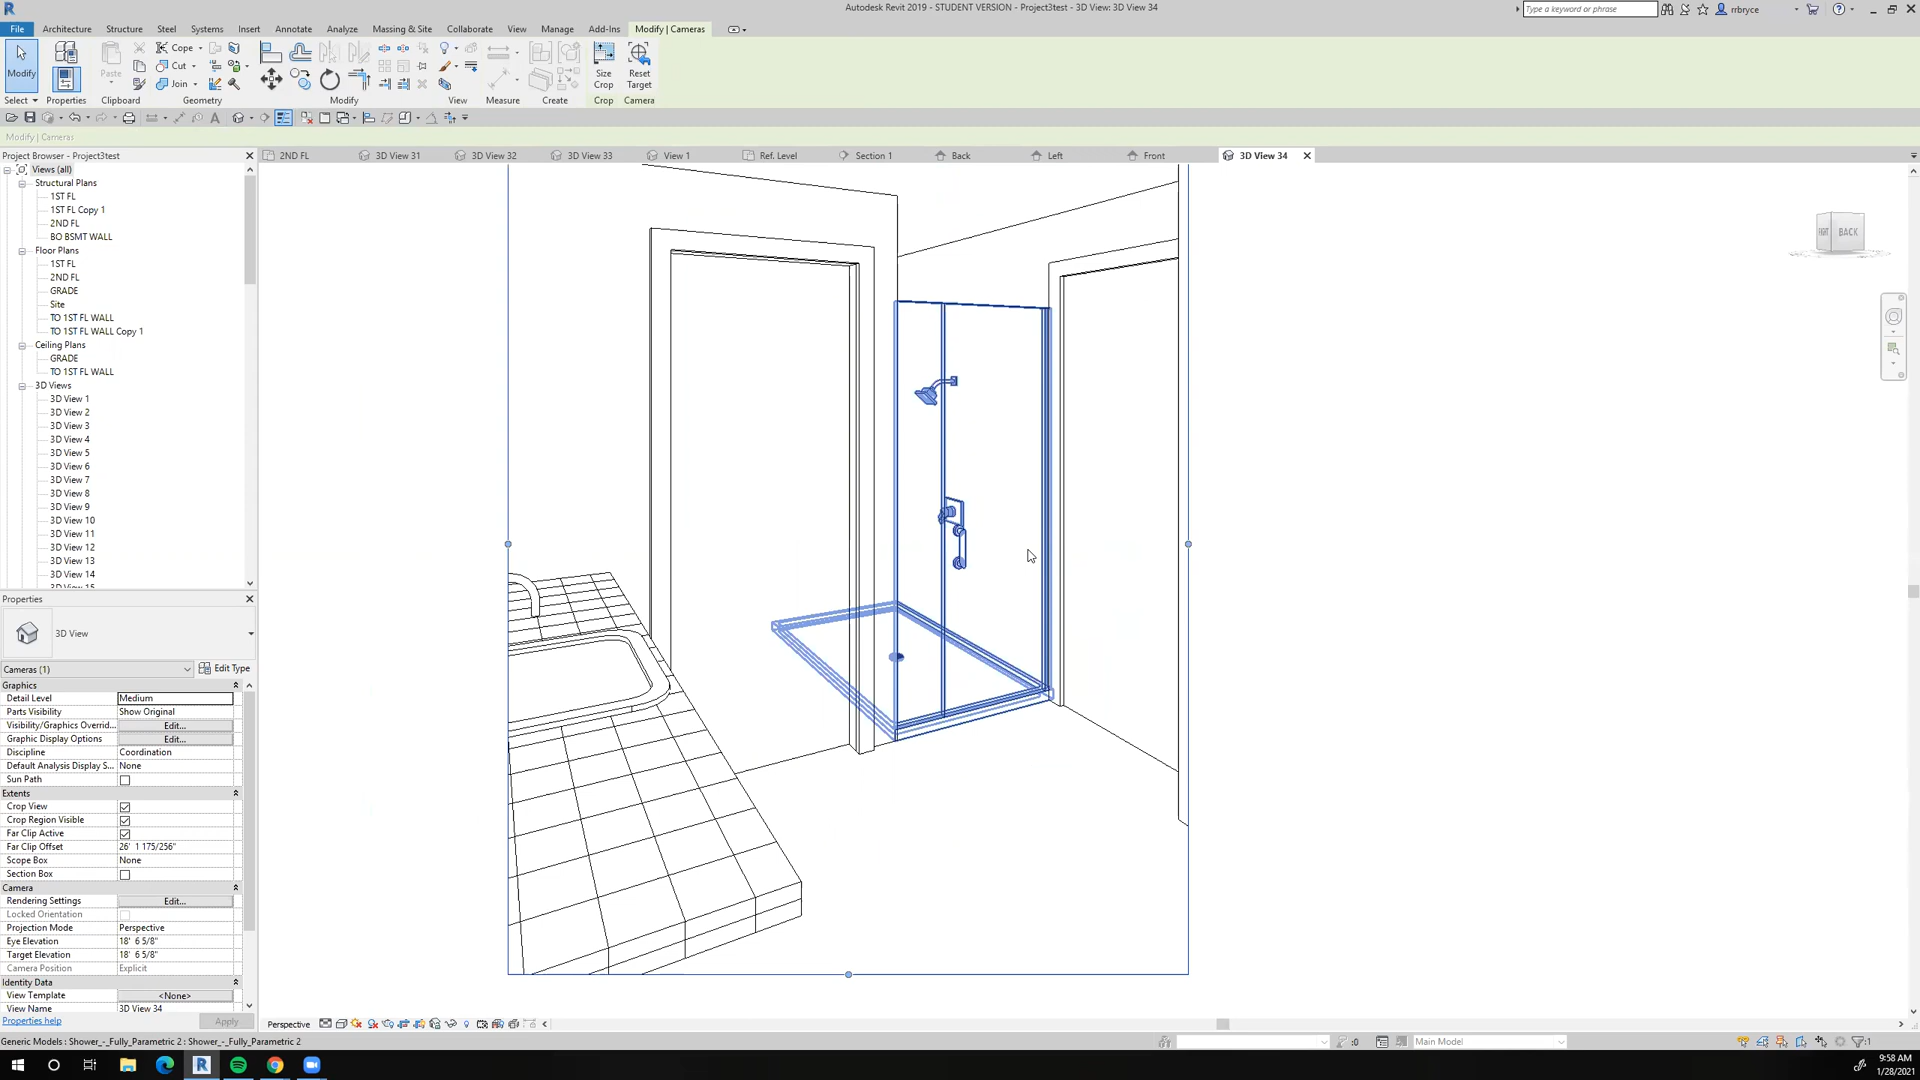 Autodesk Revit 2019 - STUDENT VERSION - Project3test - 3D View: 3D View 34
Type a keyword or phrase
rrbryce
File Architecture Structure Steel Systems Insert Annotate Analyze Massing & Site Collaborate View Manage Add-Ins Modify | Cameras
Modify
Paste
Cope
Cut
Join
Size Crop
Reset Target
Select Properties Clipboard Geometry Modify View Measure Create Crop Camera
Modify | Cameras
Project Browser - Project3test
2ND FL 3D View 31 3D View 32 3D View 33 View 1 Ref. Level Section 1 Back Left Front 3D View 34
Views (all)
Structural Plans
1ST FL
1ST FL Copy 1
2ND FL
BO BSMT WALL
Floor Plans
1ST FL
2ND FL
GRADE
Site
TO 1ST FL WALL
TO 1ST FL WALL Copy 1
Ceiling Plans
GRADE
TO 1ST FL WALL
3D Views
3D View 1
3D View 2
3D View 3
3D View 4
3D View 5
3D View 6
3D View 7
3D View 8
3D View 9
3D View 10
3D View 11
3D View 12
3D View 13
3D View 14
BACK
Properties
3D View
Cameras (1) Edit Type
Graphics
Detail Level Medium
Parts Visibility Show Original
Visibility/Graphics Overrid... Edit...
Graphic Display Options Edit...
Discipline Coordination
Default Analysis Display S... None
Sun Path
Extents
Crop View
Crop Region Visible
Far Clip Active
Far Clip Offset 26' 1 175/256"
Scope Box None
Section Box
Camera
Rendering Settings Edit...
Locked Orientation
Projection Mode Perspective
Eye Elevation 18' 6 5/8"
Target Elevation 18' 6 5/8"
Camera Position Explicit
Identity Data
View Template <None>
View Name 3D View 34
Properties help Apply
Perspective
Generic Models : Shower_-_Fully_Parametric 2 : Shower_-_Fully_Parametric 2
:0
Main Model
:1
9:58 AM
1/28/2021